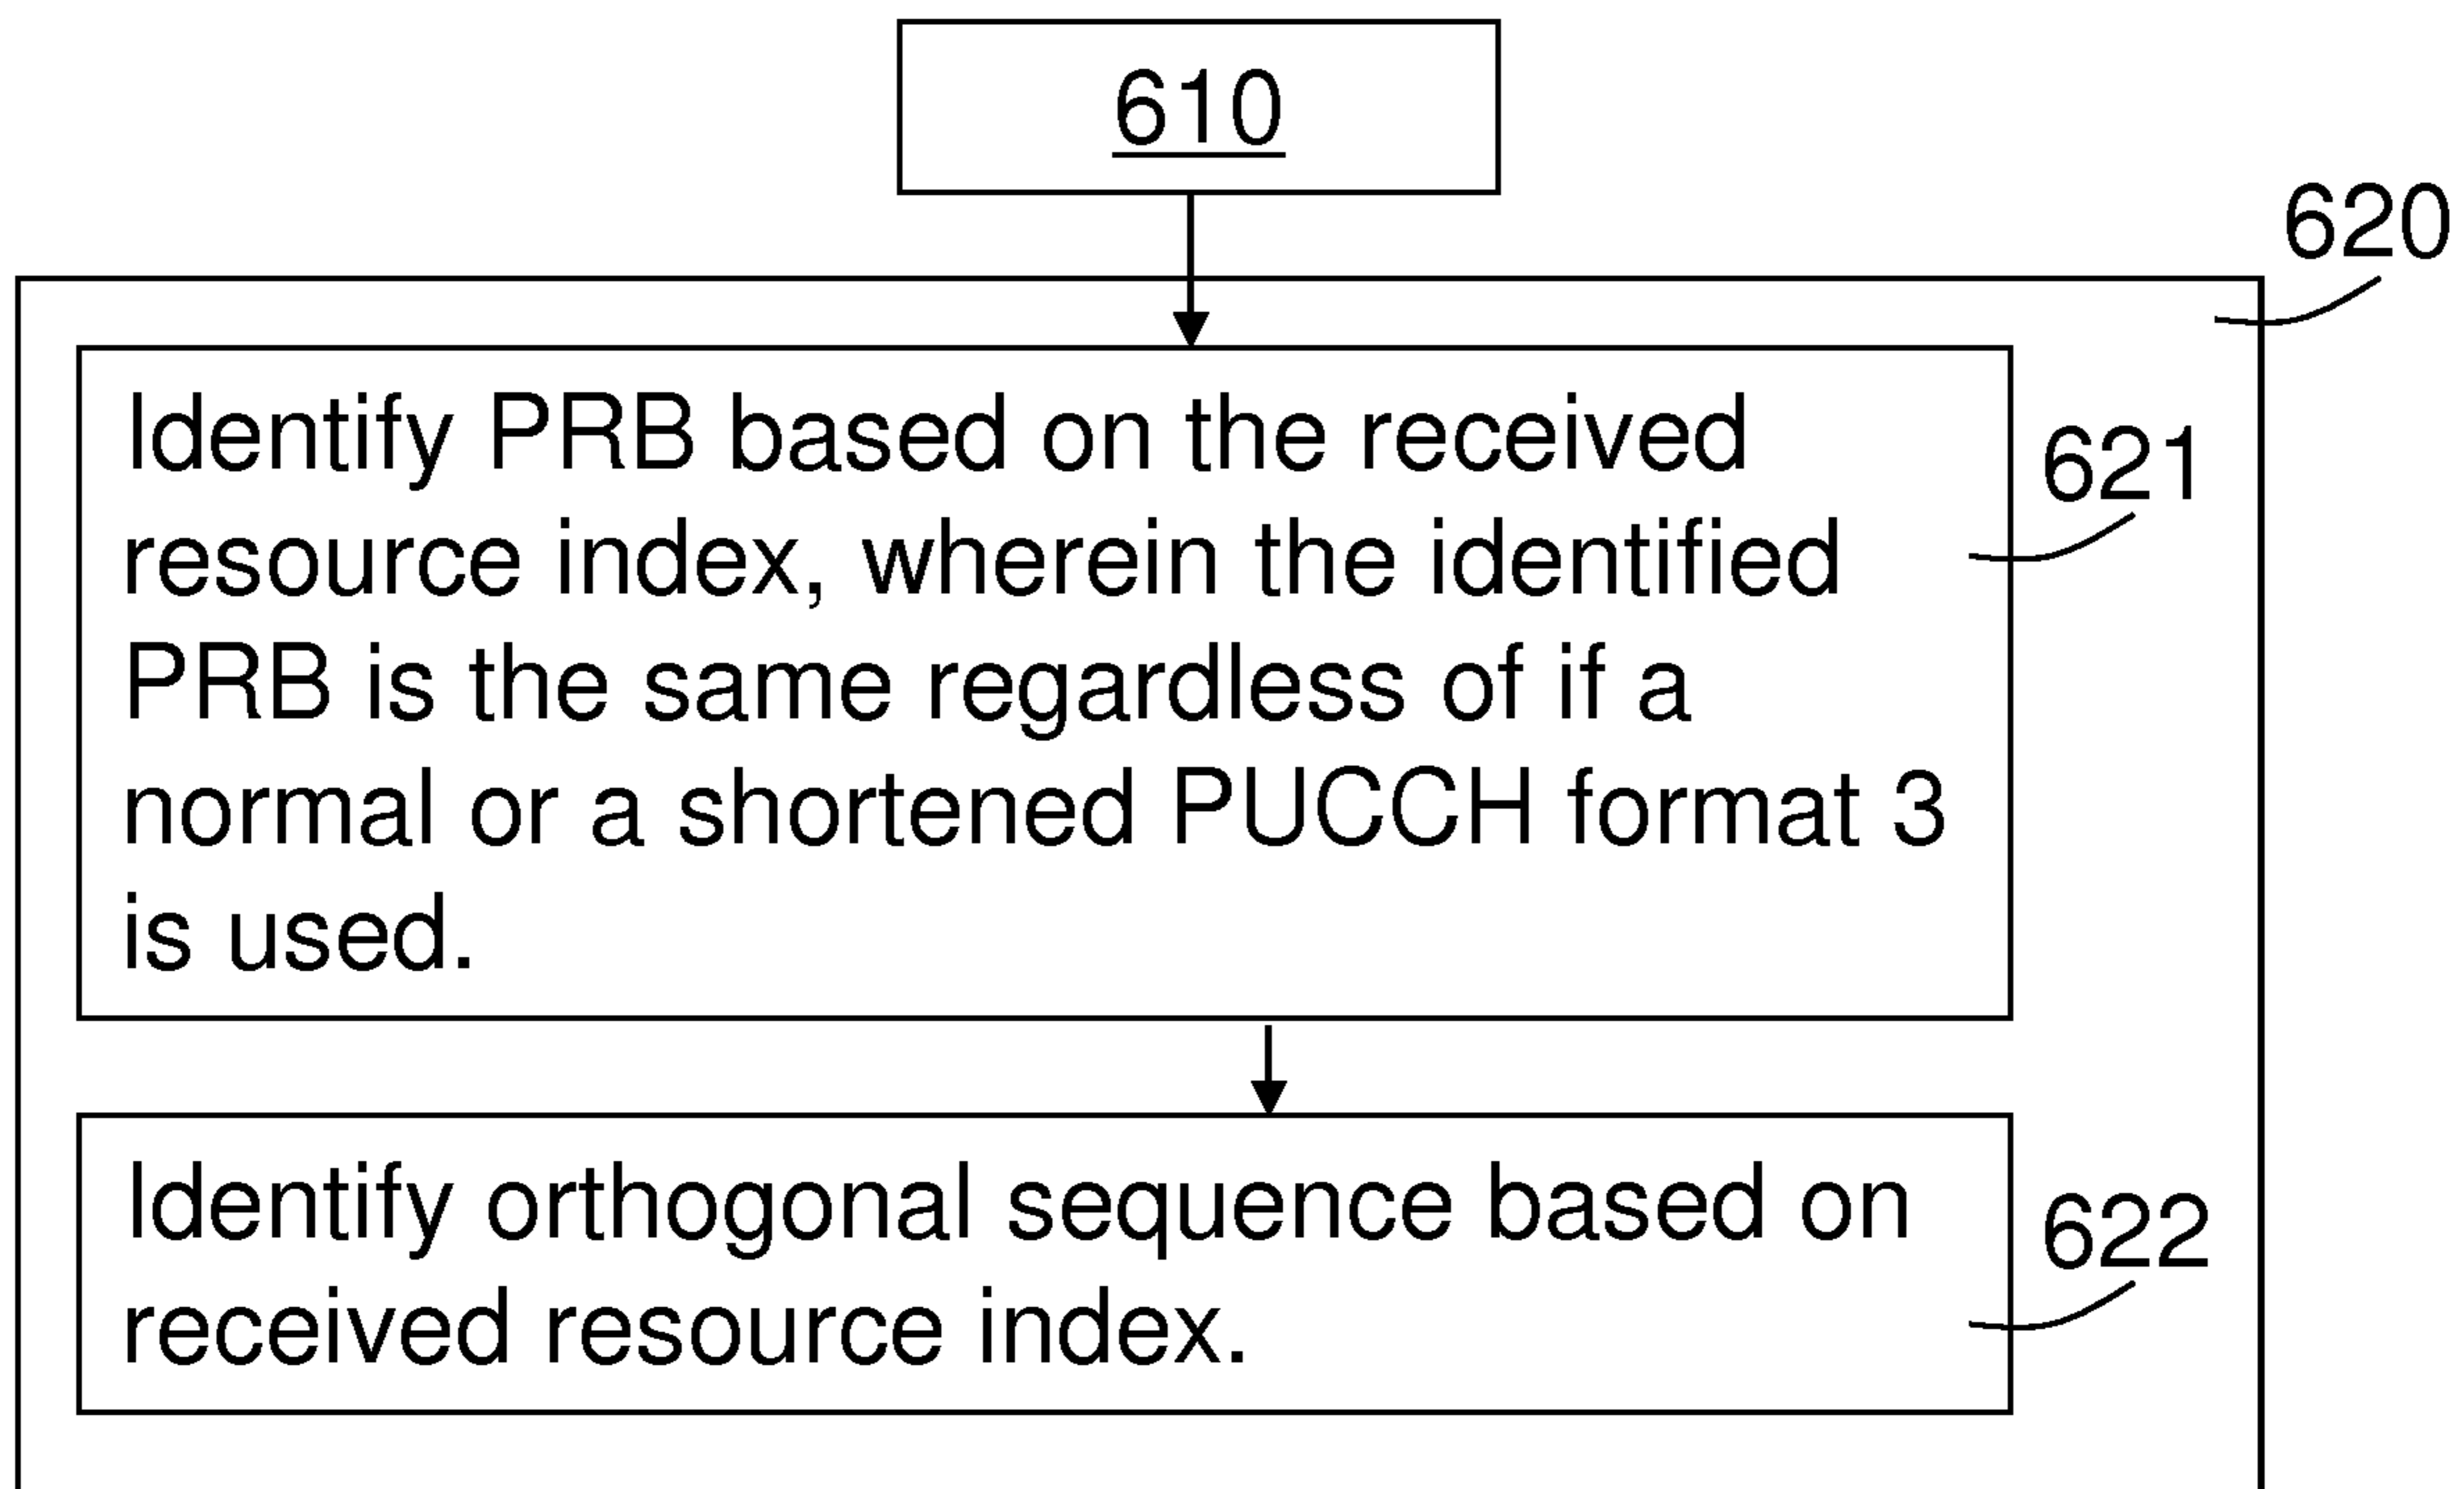 610
620
Identify PRB based on the received
resource index, wherein the identified
PRB is the same regardless of if a
normal or a shortened PUCCH format 3
is used.
621
Identify orthogonal sequence based on
received resource index.
622